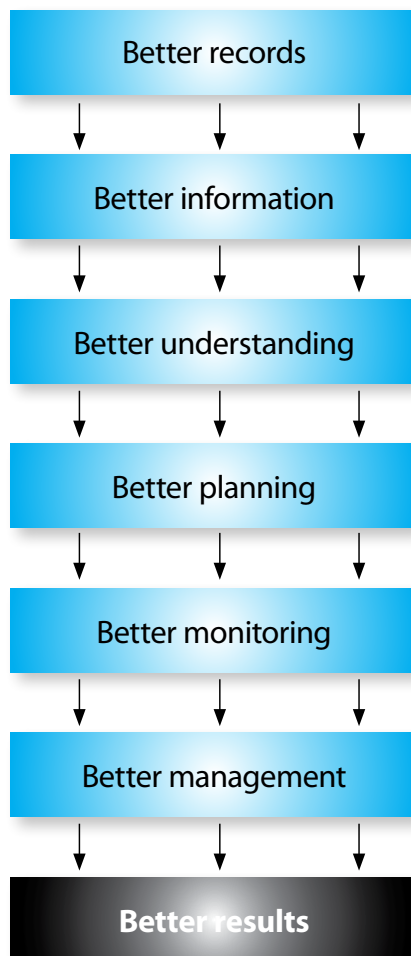 Better records
Better information
Better understanding
Better planning
Better monitoring
Better management
Better results